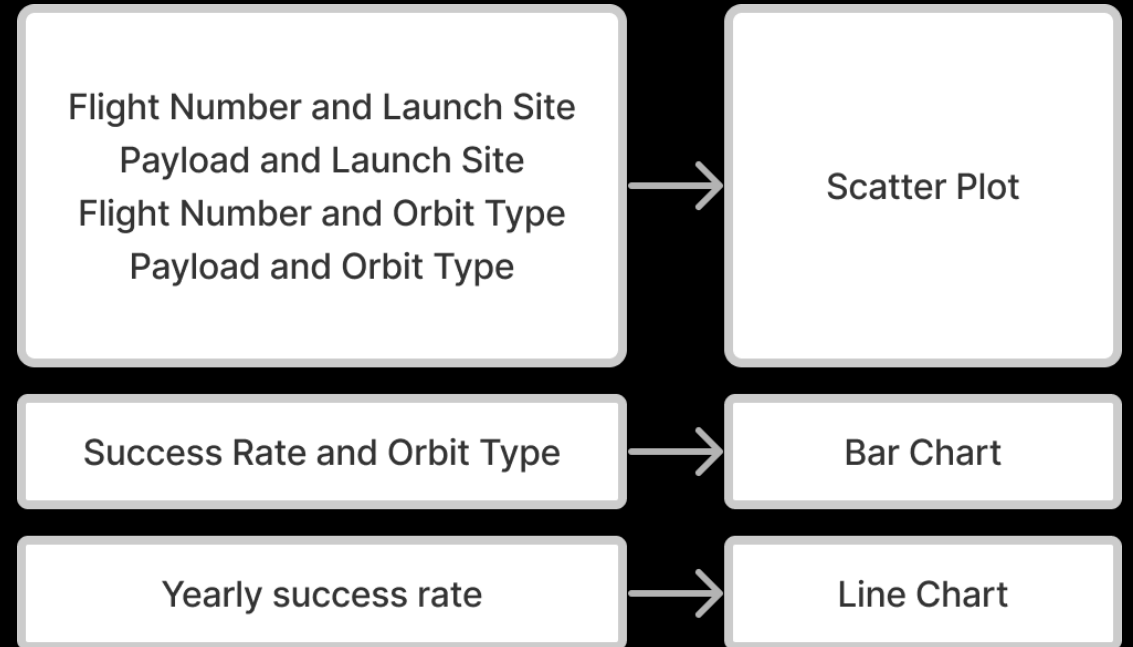 Flight Number and Launch Site
Payload and Launch Site
Flight Number and Orbit Type
Payload and Orbit Type
Scatter Plot
Success Rate and Orbit Type
Bar Chart
Yearly success rate
Line Chart